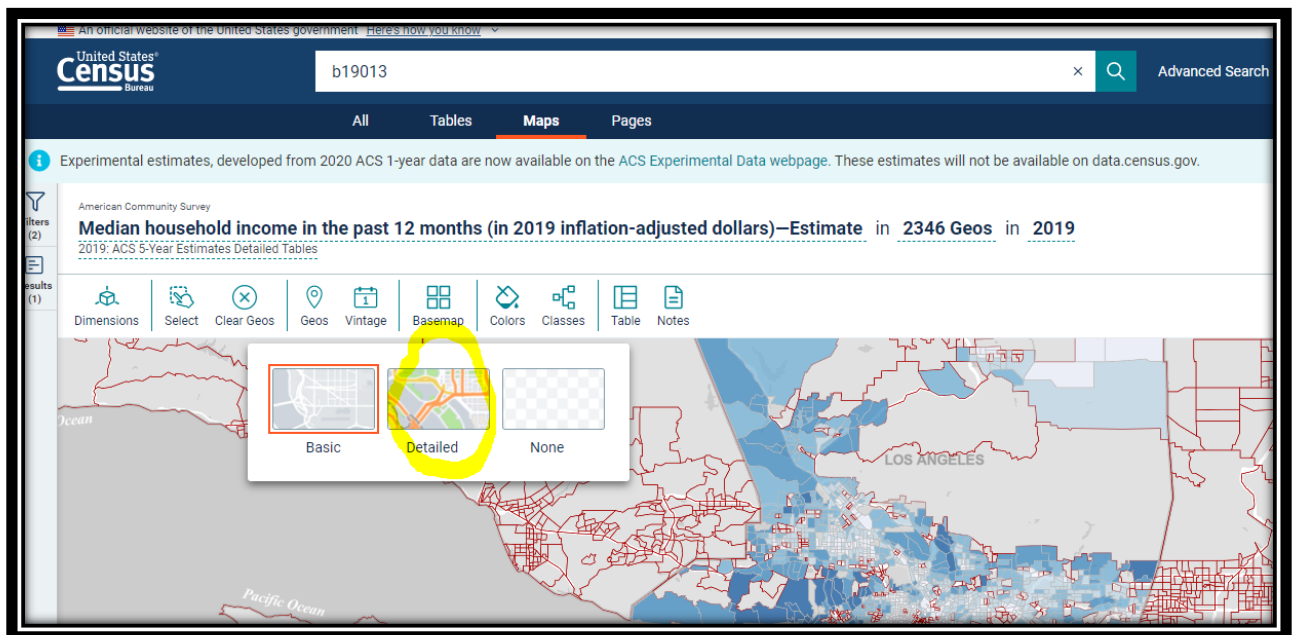 An official website of the United States government Here's how you know
United States®
Census
Bureau
b19013
×
Advanced Search
All Tables Maps Pages
Experimental estimates, developed from 2020 ACS 1-year data are now available on the ACS Experimental Data webpage. These estimates will not be available on data.census.gov.
American Community Survey
Median household income in the past 12 months (in 2019 inflation-adjusted dollars)—Estimate in 2346 Geos in 2019
2019: ACS 5-Year Estimates Detailed Tables
ilters
(2)
esults
(1)
Dimensions Select Clear Geos Geos Vintage Basemap Colors Classes Table Notes
Basic Detailed None
Ocean
LOS ANGELES
Pacific Ocean